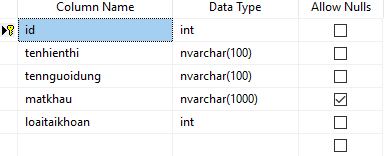 Column Name Data Type Allow Nulls
id int
tenhienthi nvarchar(100)
tennguoidung nvarchar(100)
matkhau nvarchar(1000)
loaitaikhoan int